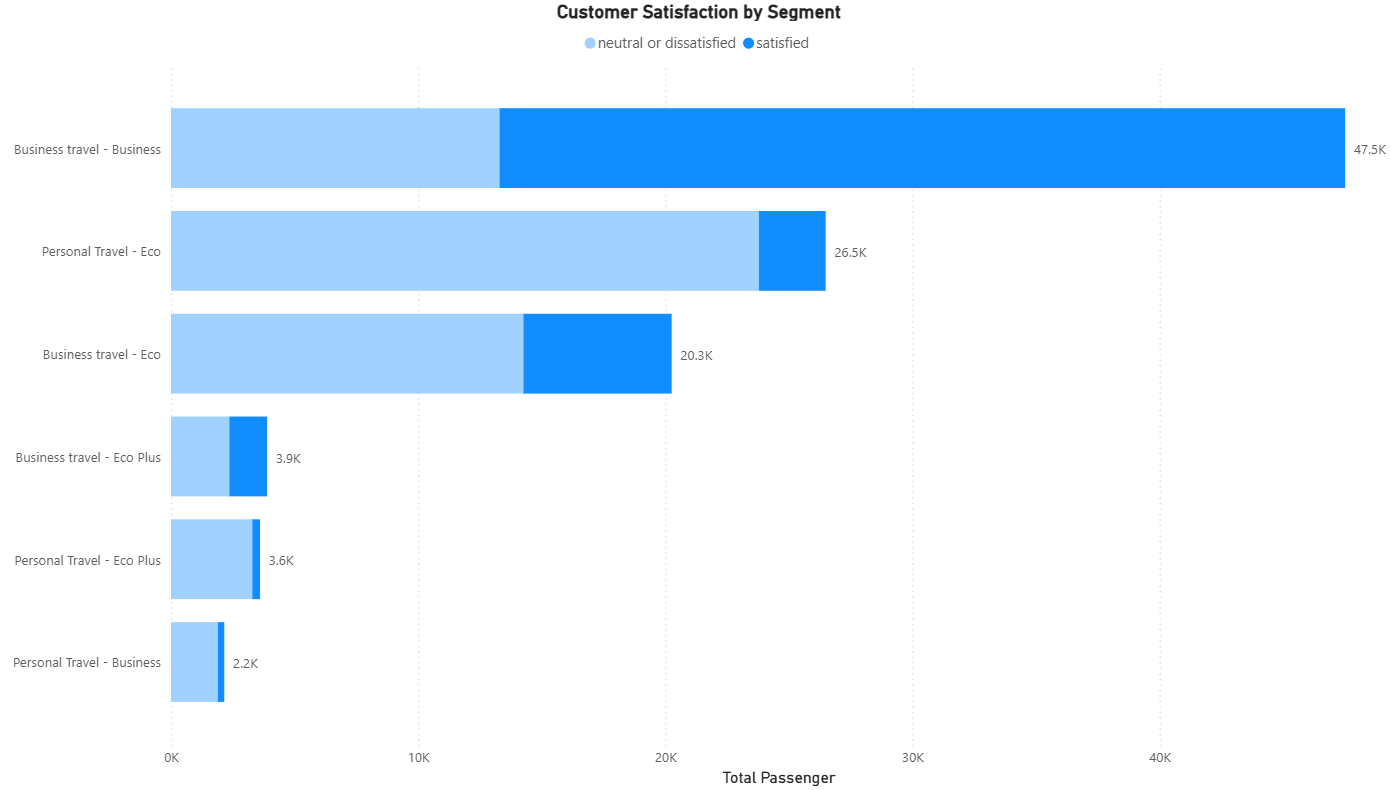 Customer Satisfaction by Segment
neutral or dissatisfied satisfied
Business travel - Business 47.5K
Personal Travel - Eco 26.5K
Business travel - Eco 20.3K
Business travel - Eco Plus 3.9K
Personal Travel - Eco Plus 3.6K
Personal Travel - Business 2.2K
0K 10K 20K 30K 40K
Total Passenger